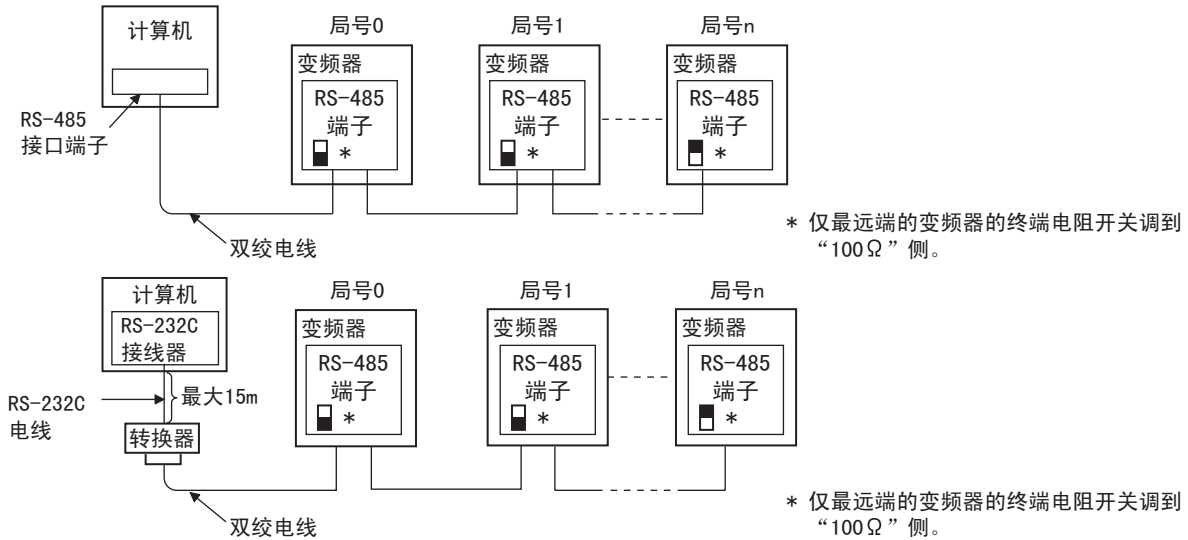 计算机
局号0
局号1
局号n
变频器
变频器
变频器
RS-485
端子
*
RS-485
端子
*
RS-485
端子
*
RS-485
接口端子
双绞电线
* 仅最远端的变频器的终端电阻开关调到
“100Ω”侧。
计算机
局号0
局号1
局号n
RS-232C
接线器
变频器
变频器
变频器
RS-485
端子
*
RS-485
端子
*
RS-485
端子
*
最大15m
RS-232C
电线
转换器
双绞电线
* 仅最远端的变频器的终端电阻开关调到
“100Ω”侧。